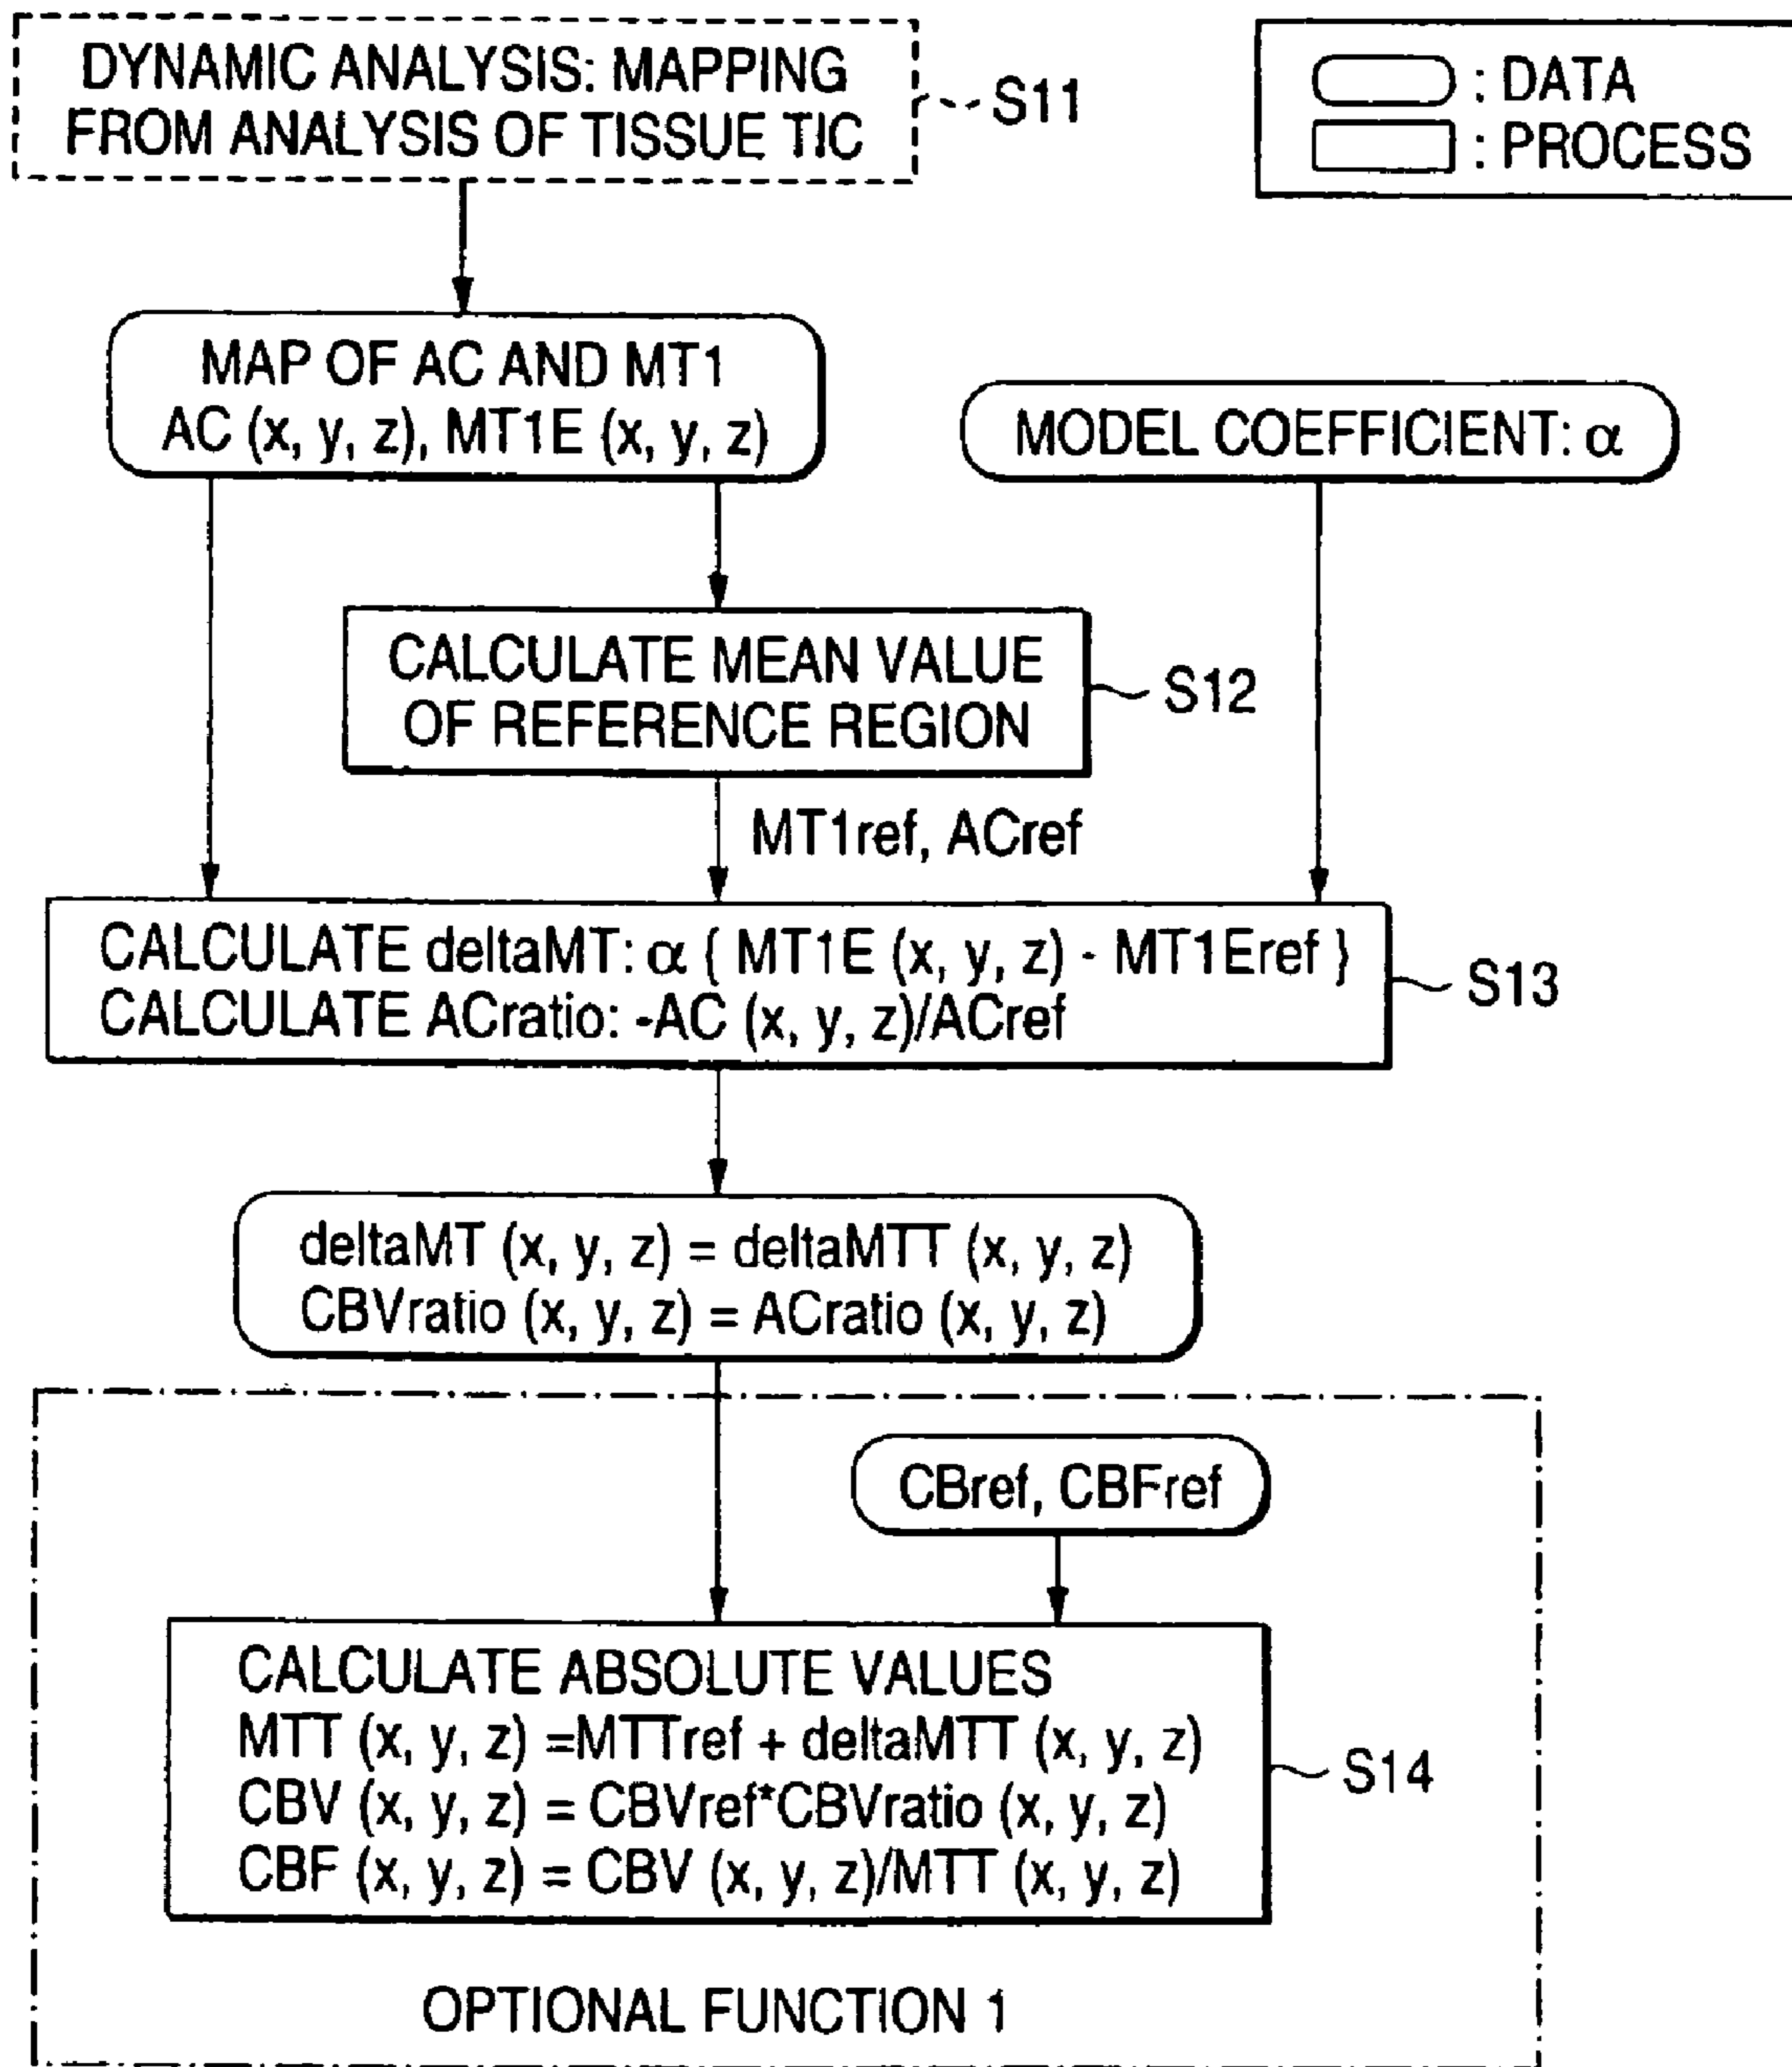 DYNAMIC ANALYSIS: MAPPING
FROM ANALYSIS OF TISSUE TIC
S11
: DATA
: PROCESS
MAP OF AC AND MT1
AC (x, y, z), MT1E (x, y, z)
MODEL COEFFICIENT: α
CALCULATE MEAN VALUE
OF REFERENCE REGION
S12
MT1ref, ACref
CALCULATE deltaMT: α { MT1E (x, y, z) - MT1Eref }
CALCULATE ACratio: -AC (x, y, z)/ACref
S13
deltaMT (x, y, z) = deltaMTT (x, y, z)
CBVratio (x, y, z) = ACratio (x, y, z)
CBref, CBFref
CALCULATE ABSOLUTE VALUES
MTT (x, y, z) =MTTref + deltaMTT (x, y, z)
CBV (x, y, z) = CBVref*CBVratio (x, y, z)
CBF (x, y, z) = CBV (x, y, z)/MTT (x, y, z)
S14
OPTIONAL FUNCTION 1